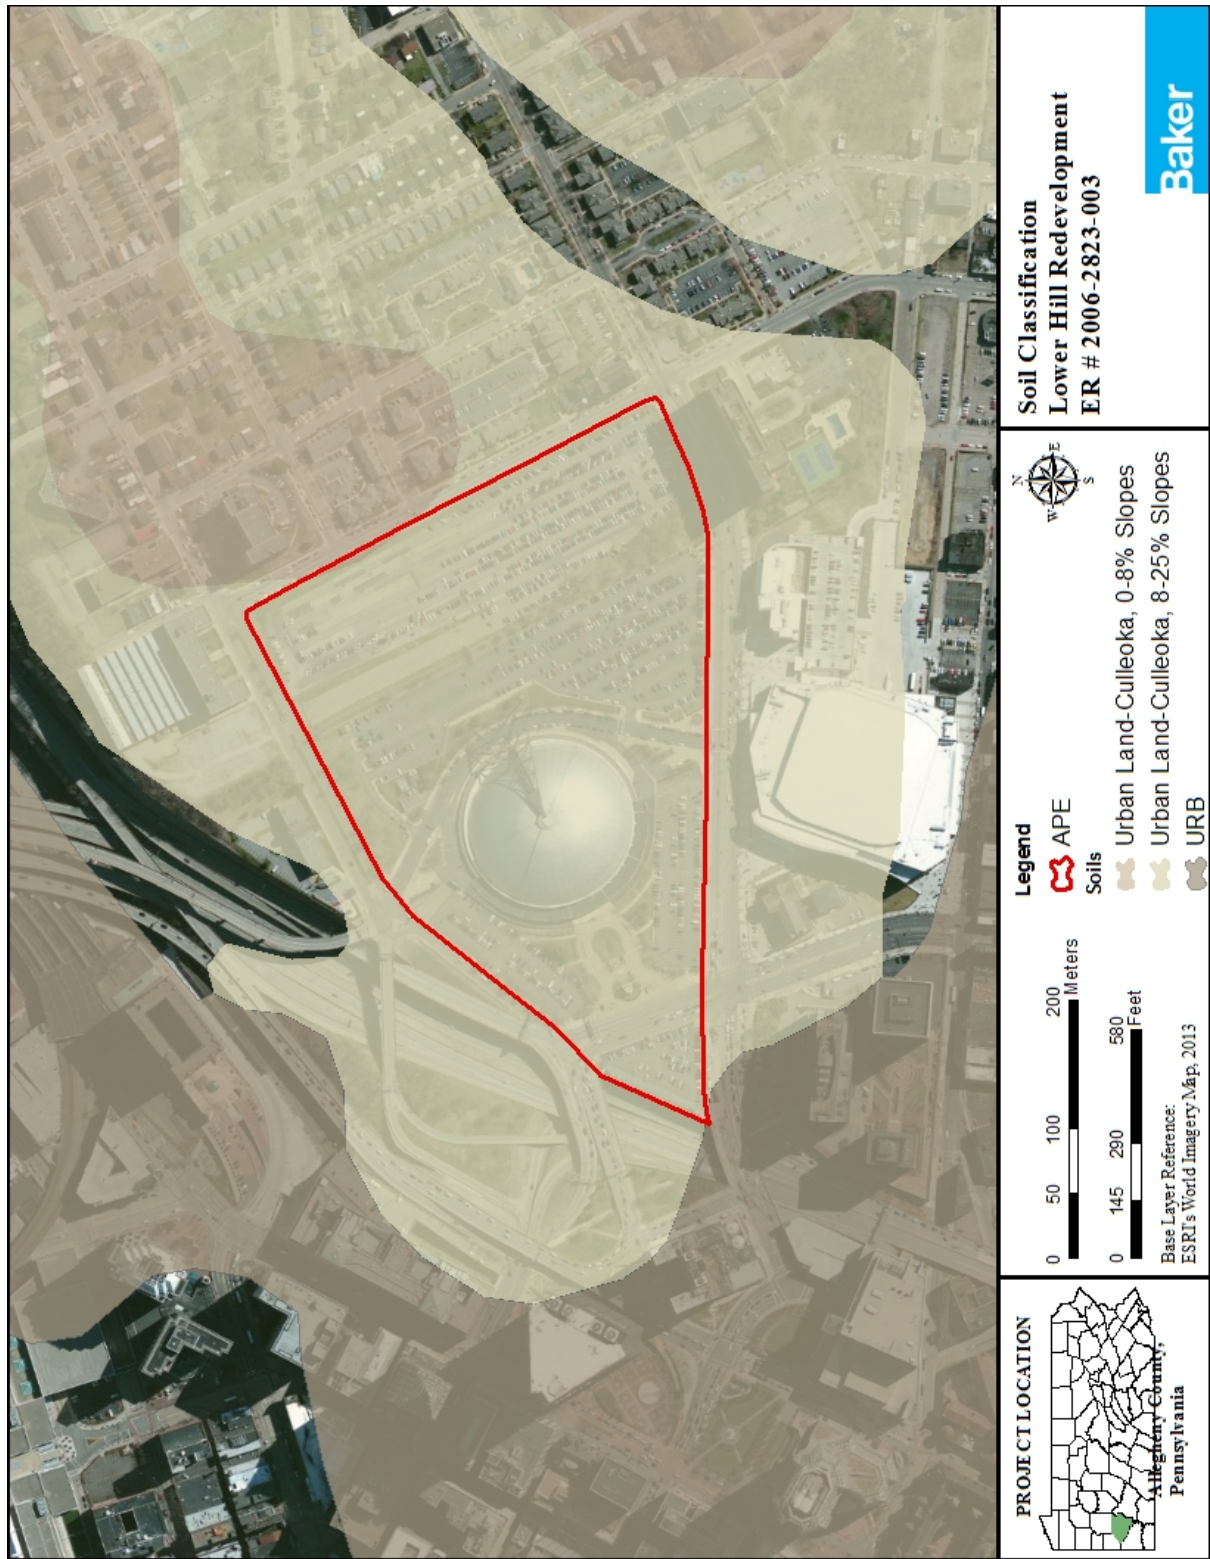 PROJECT LOCATION
Allegheny County,
Pennsylvania
0 50 100 200
Meters
0 145 290 580
Feet
Base Layer Reference:
ESRI's World Imagery Map, 2013
Legend
APE
Soils
Urban Land-Culleoka, 0-8% Slopes
Urban Land-Culleoka, 8-25% Slopes
URB
N
W E
S
Soil Classification
Lower Hill Redevelopment
ER # 2006-2823-003
Baker